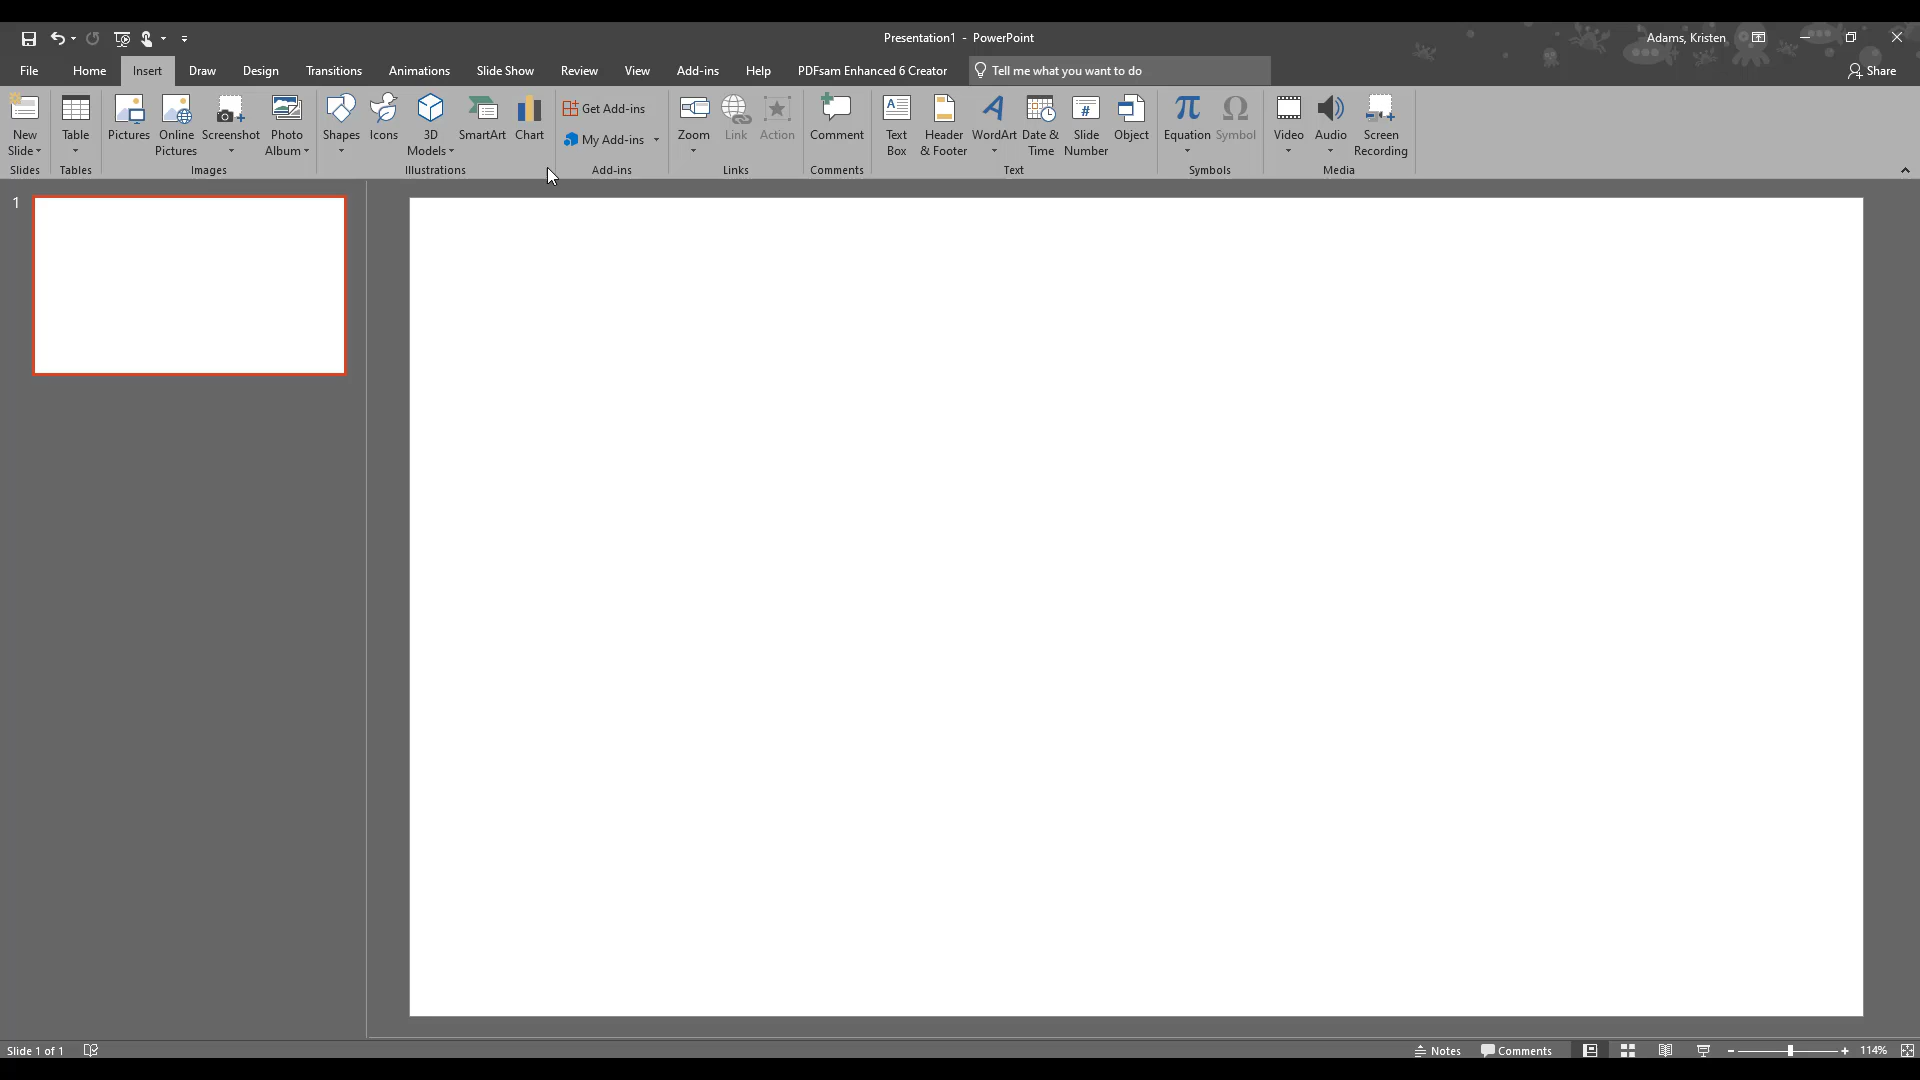 Presentation1 - PowerPoint
Adams, Kristen
File Home Insert Draw Design Transitions Animations Slide Show Review View Add-ins Help PDFsam Enhanced 6 Creator Tell me what you want to do Share
New Slide
Table
Pictures
Online Pictures
Screenshot
Photo Album
Shapes
Icons
3D Models
SmartArt
Chart
Get Add-ins
My Add-ins
Zoom
Link
Action
Comment
Text Box
Header & Footer
WordArt
Date & Time
Slide Number
Object
Equation
Symbol
Video
Audio
Screen Recording
Slides Tables Images Illustrations Add-ins Links Comments Text Symbols Media
1
Slide 1 of 1
Notes Comments 114%